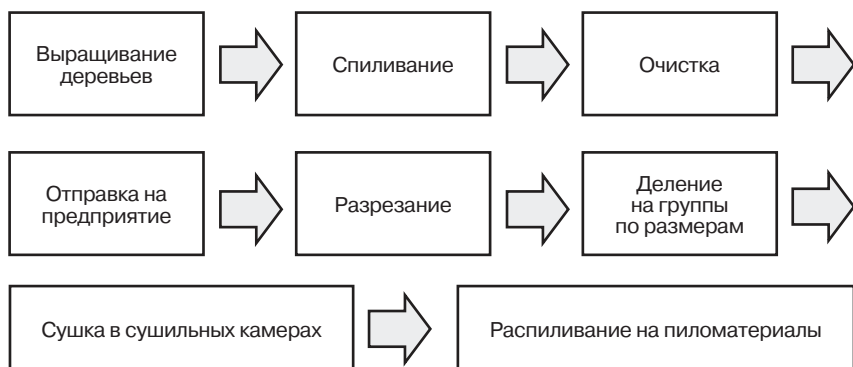 Выращивание
деревьев
Спиливание
Очистка
Отправка на
предприятие
Разрезание
Деление
на группы
по размерам
Сушка в сушильных камерах
Распиливание на пиломатериалы